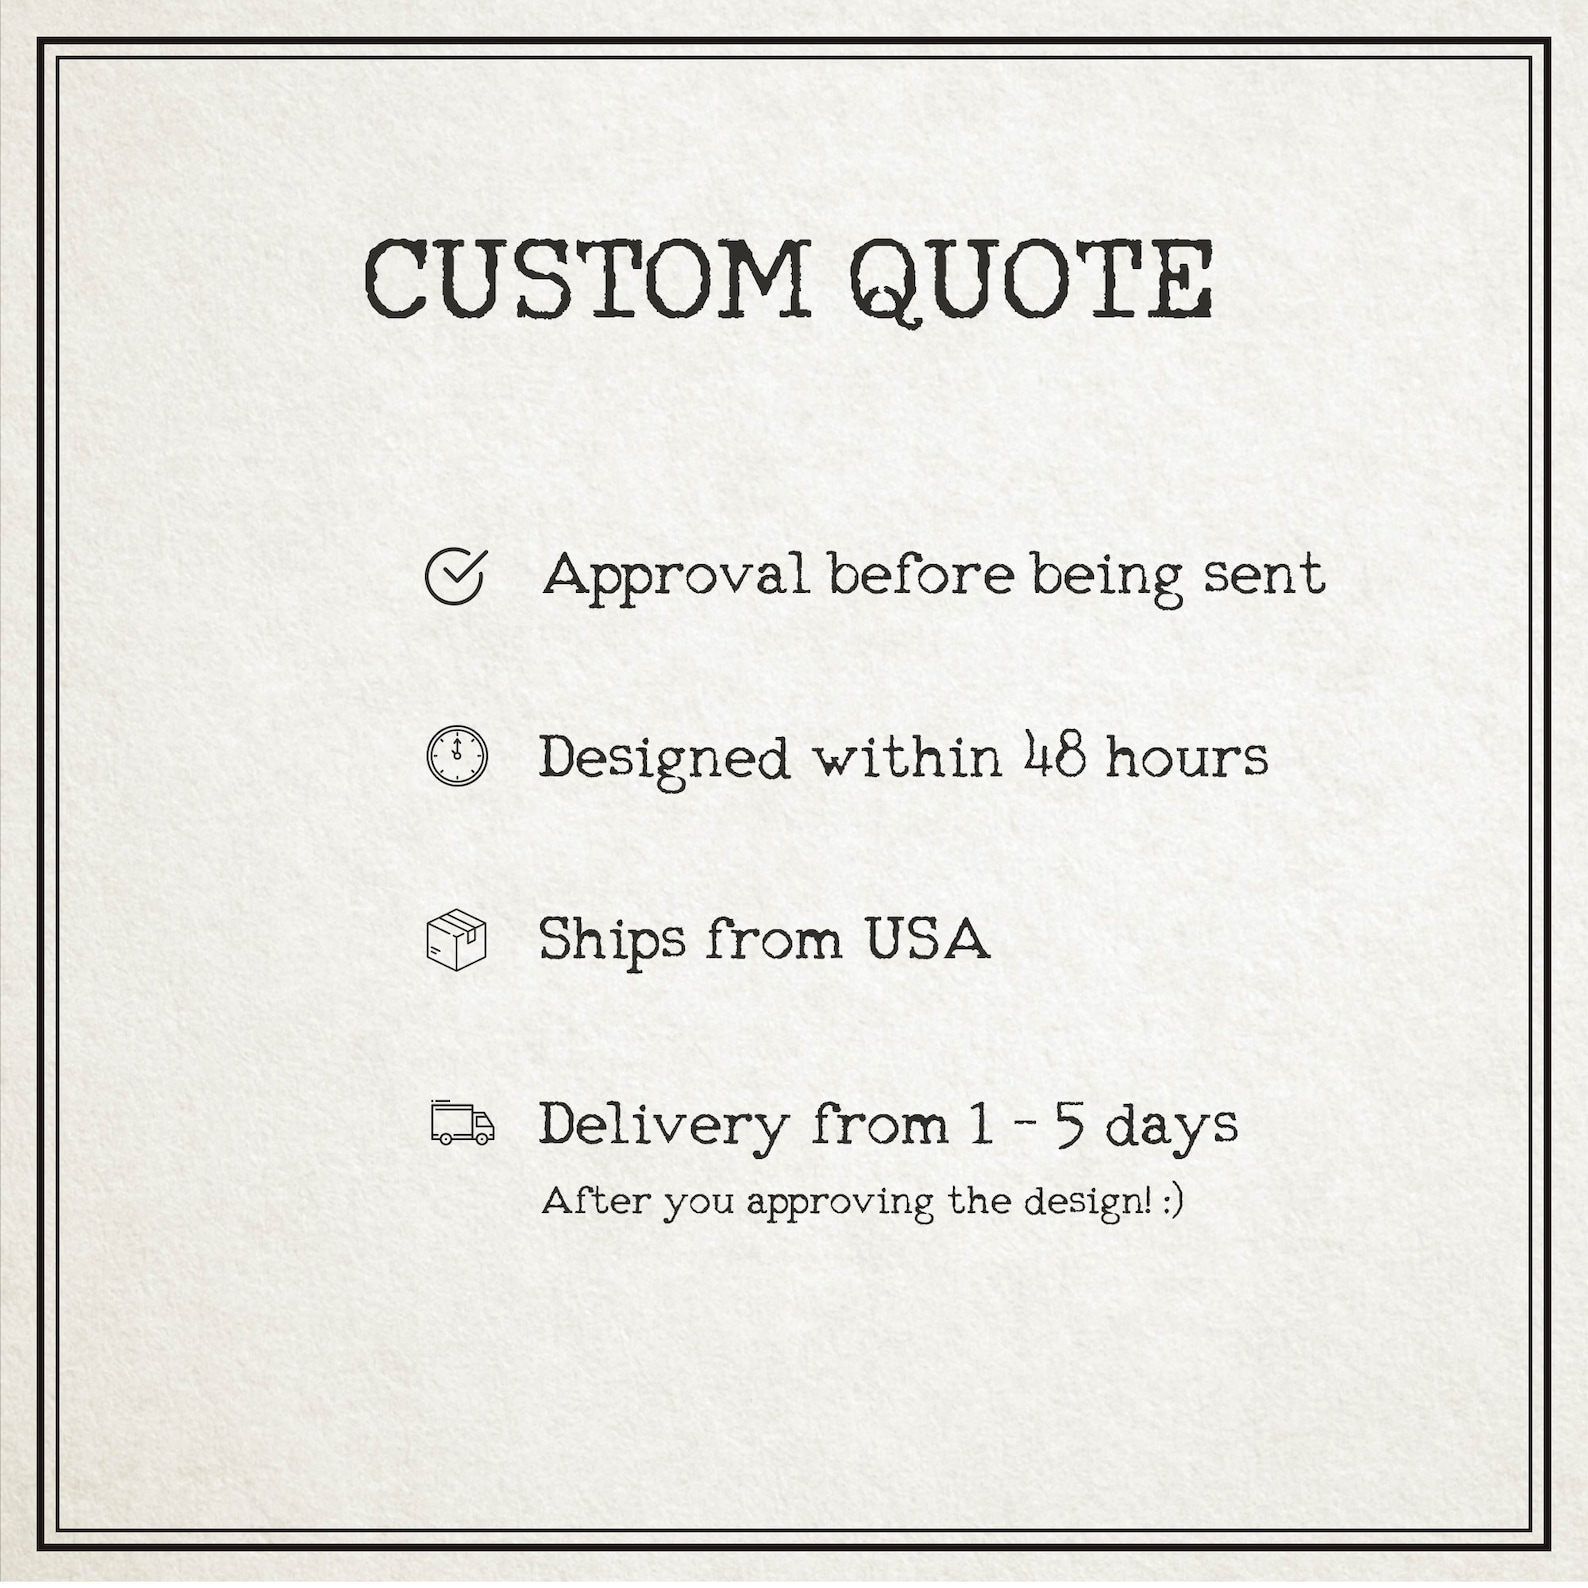 CUSTOM QUOTE
Approval before being sent
Designed within 48 hours
Ships from USA
Delivery from 1 - 5 days
After you approving the design! :)